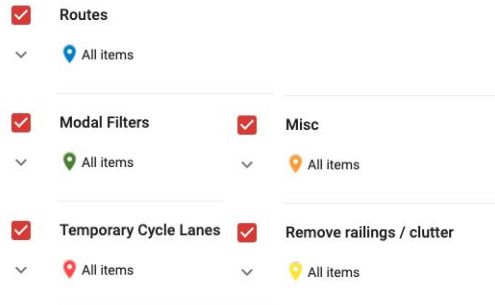 Routes
All items
Modal Filters
All items
Misc
All items
Temporary Cycle Lanes
All items
Remove railings / clutter
All items